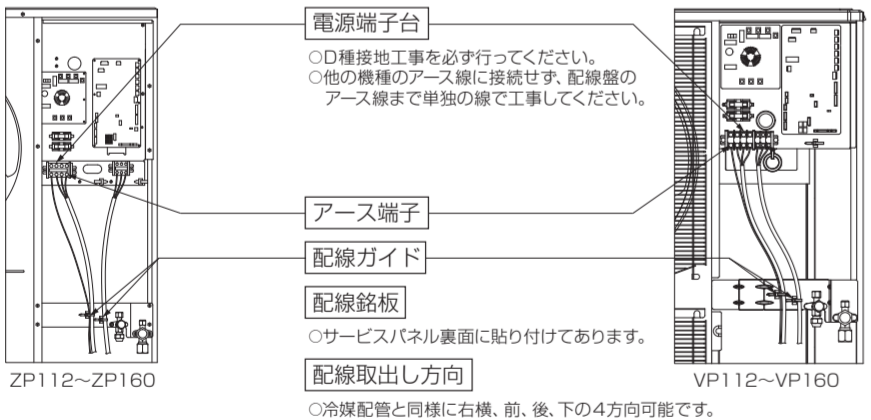 電源端子台
○D種接地工事を必ず行ってください。
○他の機種のアース線に接続せず、配線盤の
アース線まで単独の線で工事してください。
アース端子
配線ガイド
配線銘板
○サービスパネル裏面に貼り付けてあります。
配線取出し方向
○冷媒配管と同様に右横、前、後、下の4方向可能です。
ZP112～ZP160
VP112～VP160